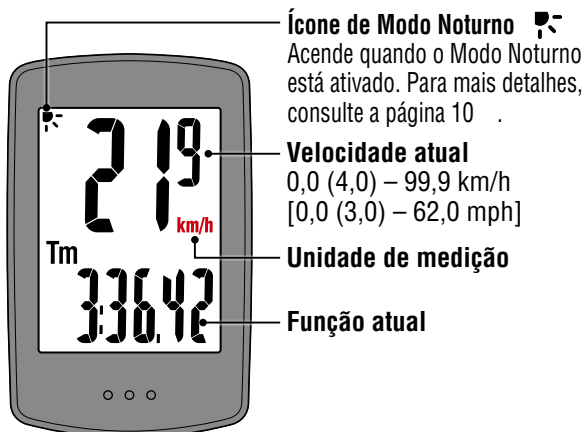 Ícone de Modo Noturno
Acende quando o Modo Noturno
está ativado. Para mais detalhes,
consulte a página 10 .
Velocidade atual
0,0 (4,0) – 99,9 km/h
[0,0 (3,0) – 62,0 mph]
Unidade de medição
Função atual
219
km/h
Tm
3:36.42